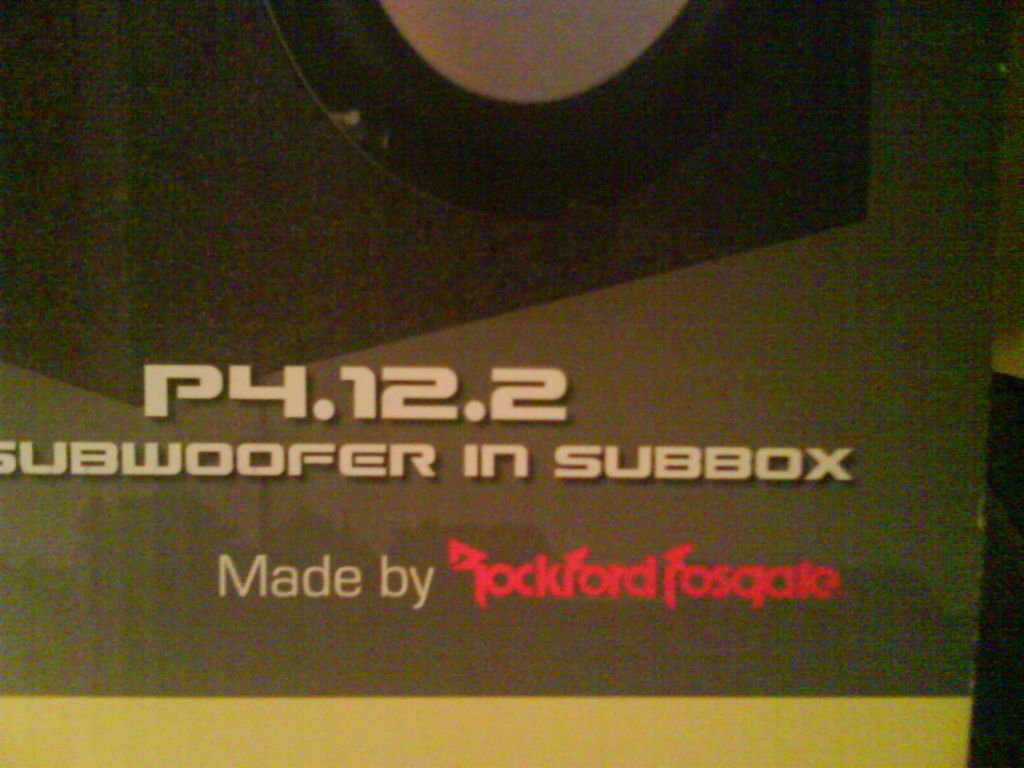 P4.12.2
SUBWOOFER IN SUBBOX
Made by Rockford Fosgate